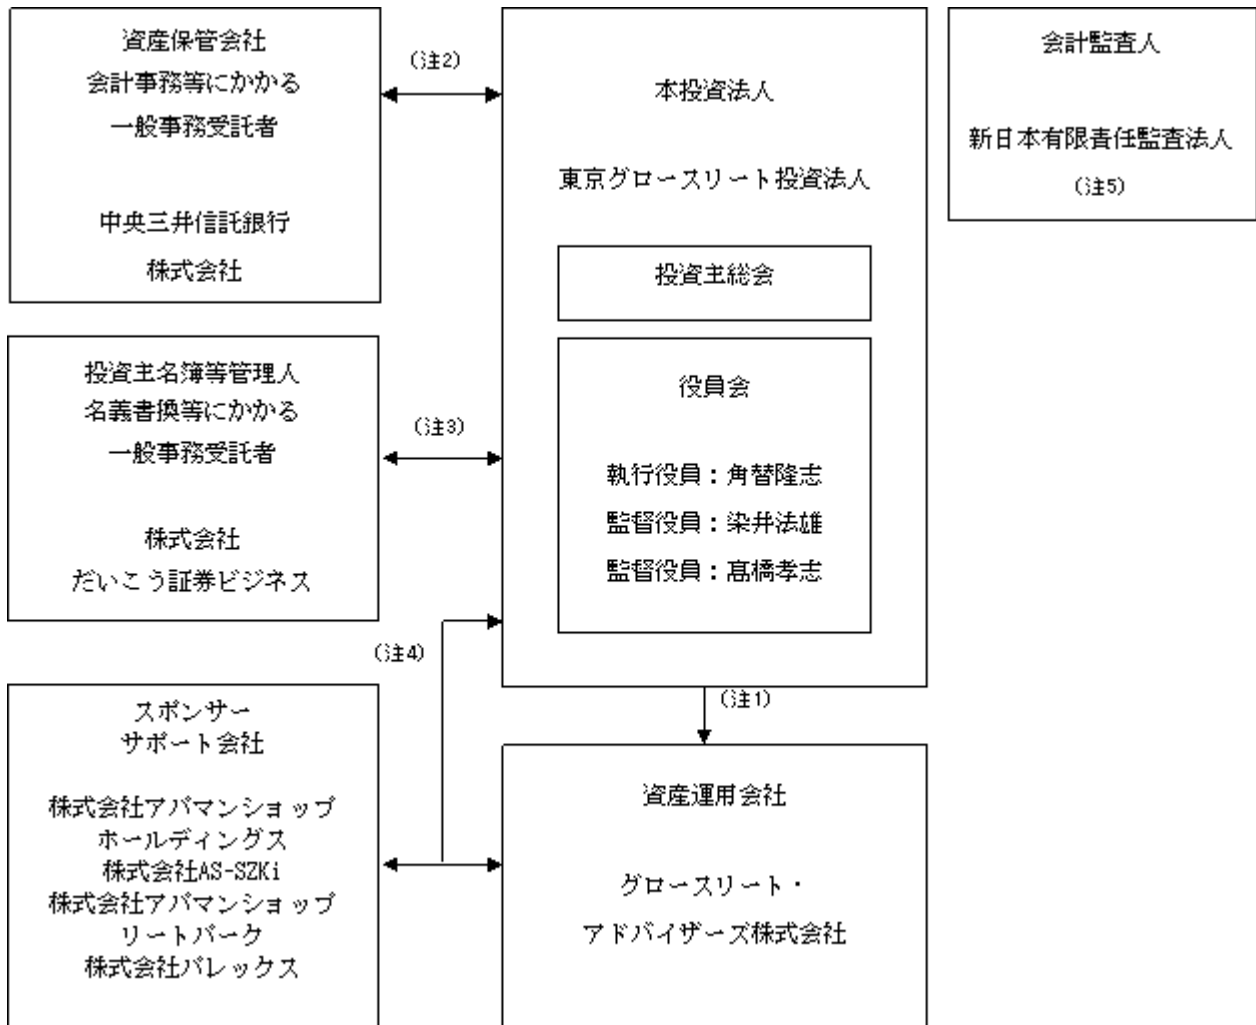 資産保管会社
会計事務等にかかる
一般事務受託者
中央三井信託銀行
株式会社
(注2)
本投資法人
東京グロースリート投資法人
投資主総会
役員会
執行役員：角替隆志
監督役員：染井法雄
監督役員：髙橋孝志
会計監査人
新日本有限責任監査法人
(注5)
投資主名簿等管理人
名義書換等にかかる
一般事務受託者
株式会社
だいこう証券ビジネス
(注3)
(注4)
(注1)
スポンサー
サポート会社
株式会社アパマンショップ
ホールディングス
株式会社AS-SZKi
株式会社アパマンショップ
リートパーク
株式会社パレックス
資産運用会社
グロースリート・
アドバイザーズ株式会社